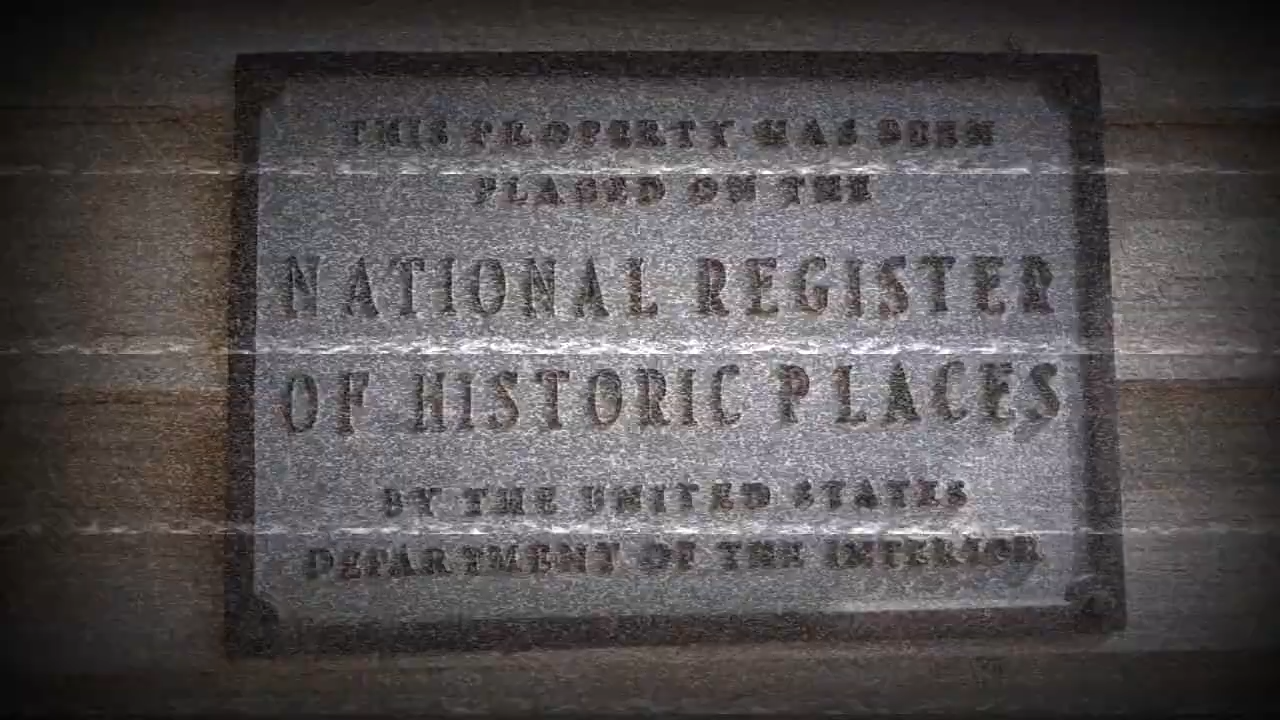 THIS PROPERTY HAS BEEN
PLACED ON THE
NATIONAL REGISTER
OF HISTORIC PLACES
BY THE UNITED STATES
DEPARTMENT OF THE INTERIOR